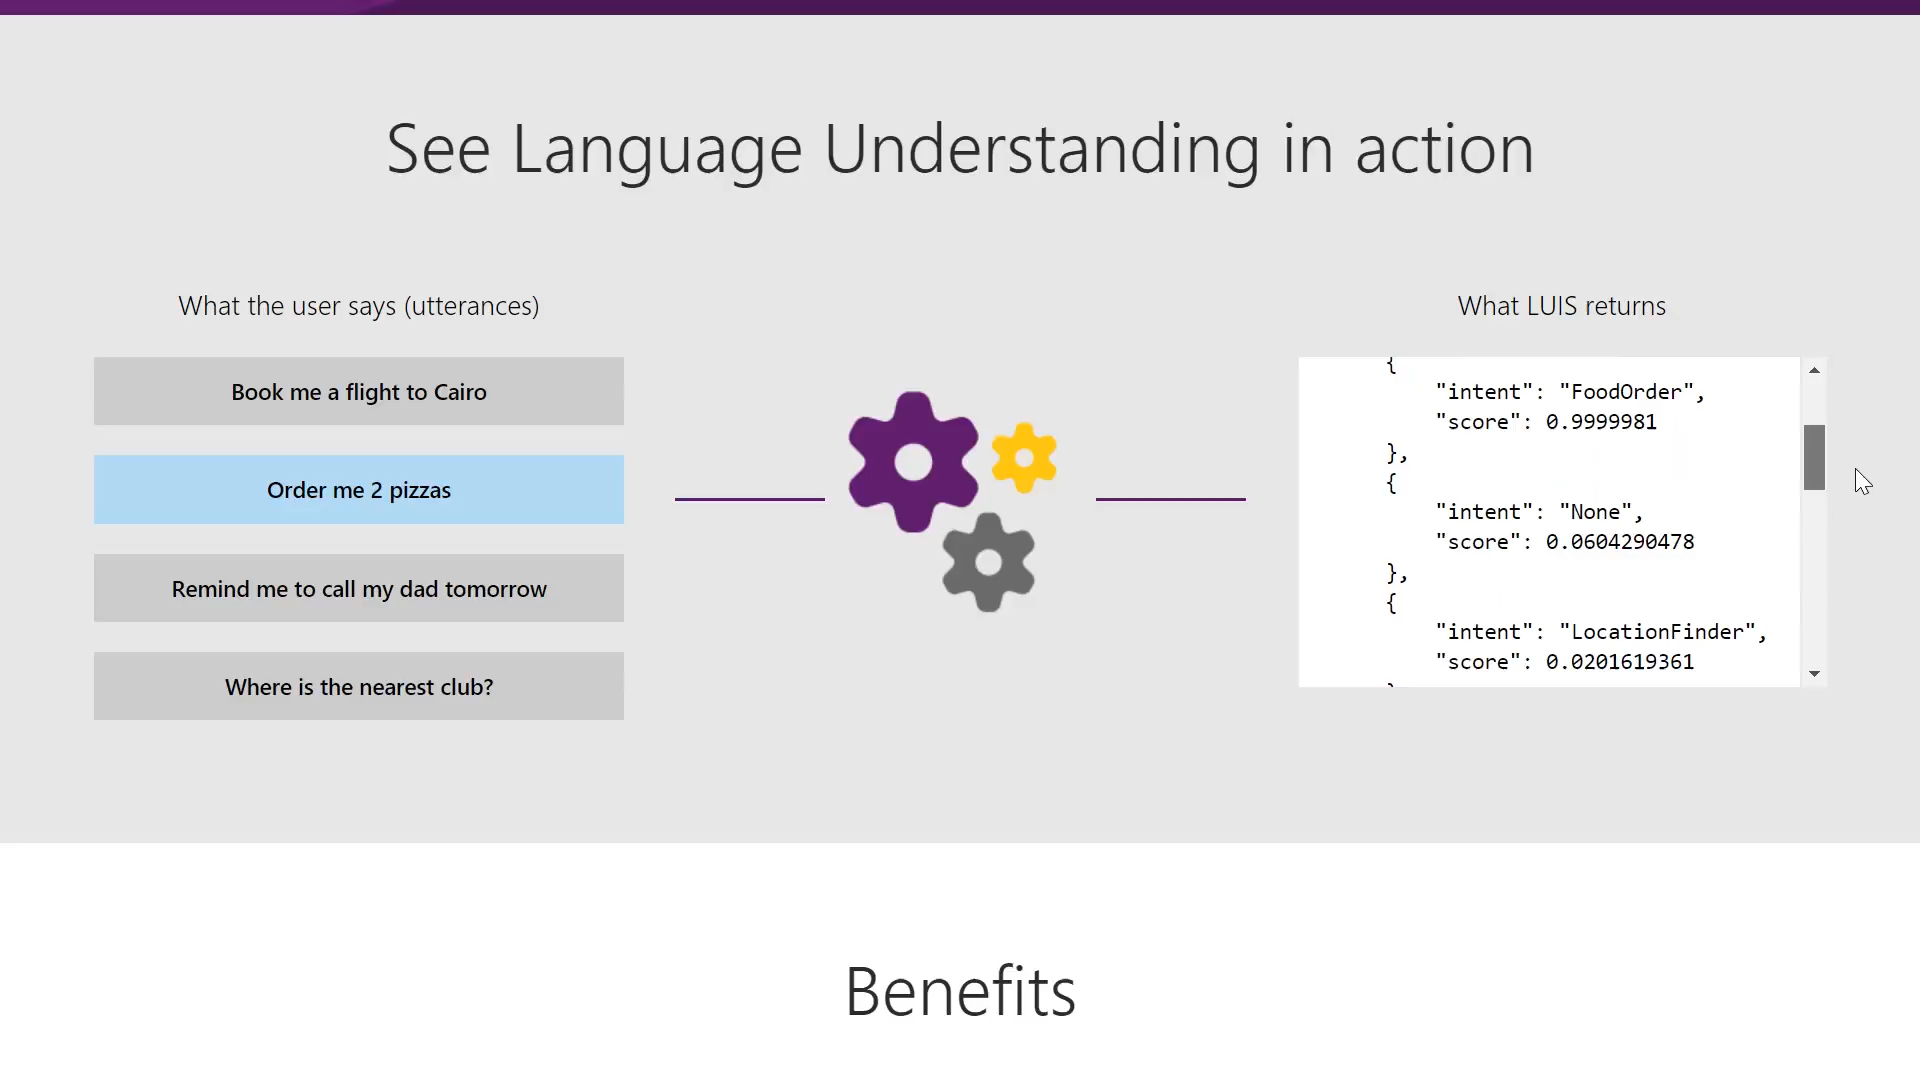 See Language Understanding in action
What the user says (utterances)
Book me a flight to Cairo
Order me 2 pizzas
Remind me to call my dad tomorrow
Where is the nearest club?
What LUIS returns
{
"intent": "FoodOrder",
"score": 0.9999981
},
{
"intent": "None",
"score": 0.0604290478
},
{
"intent": "LocationFinder",
"score": 0.0201619361
Benefits